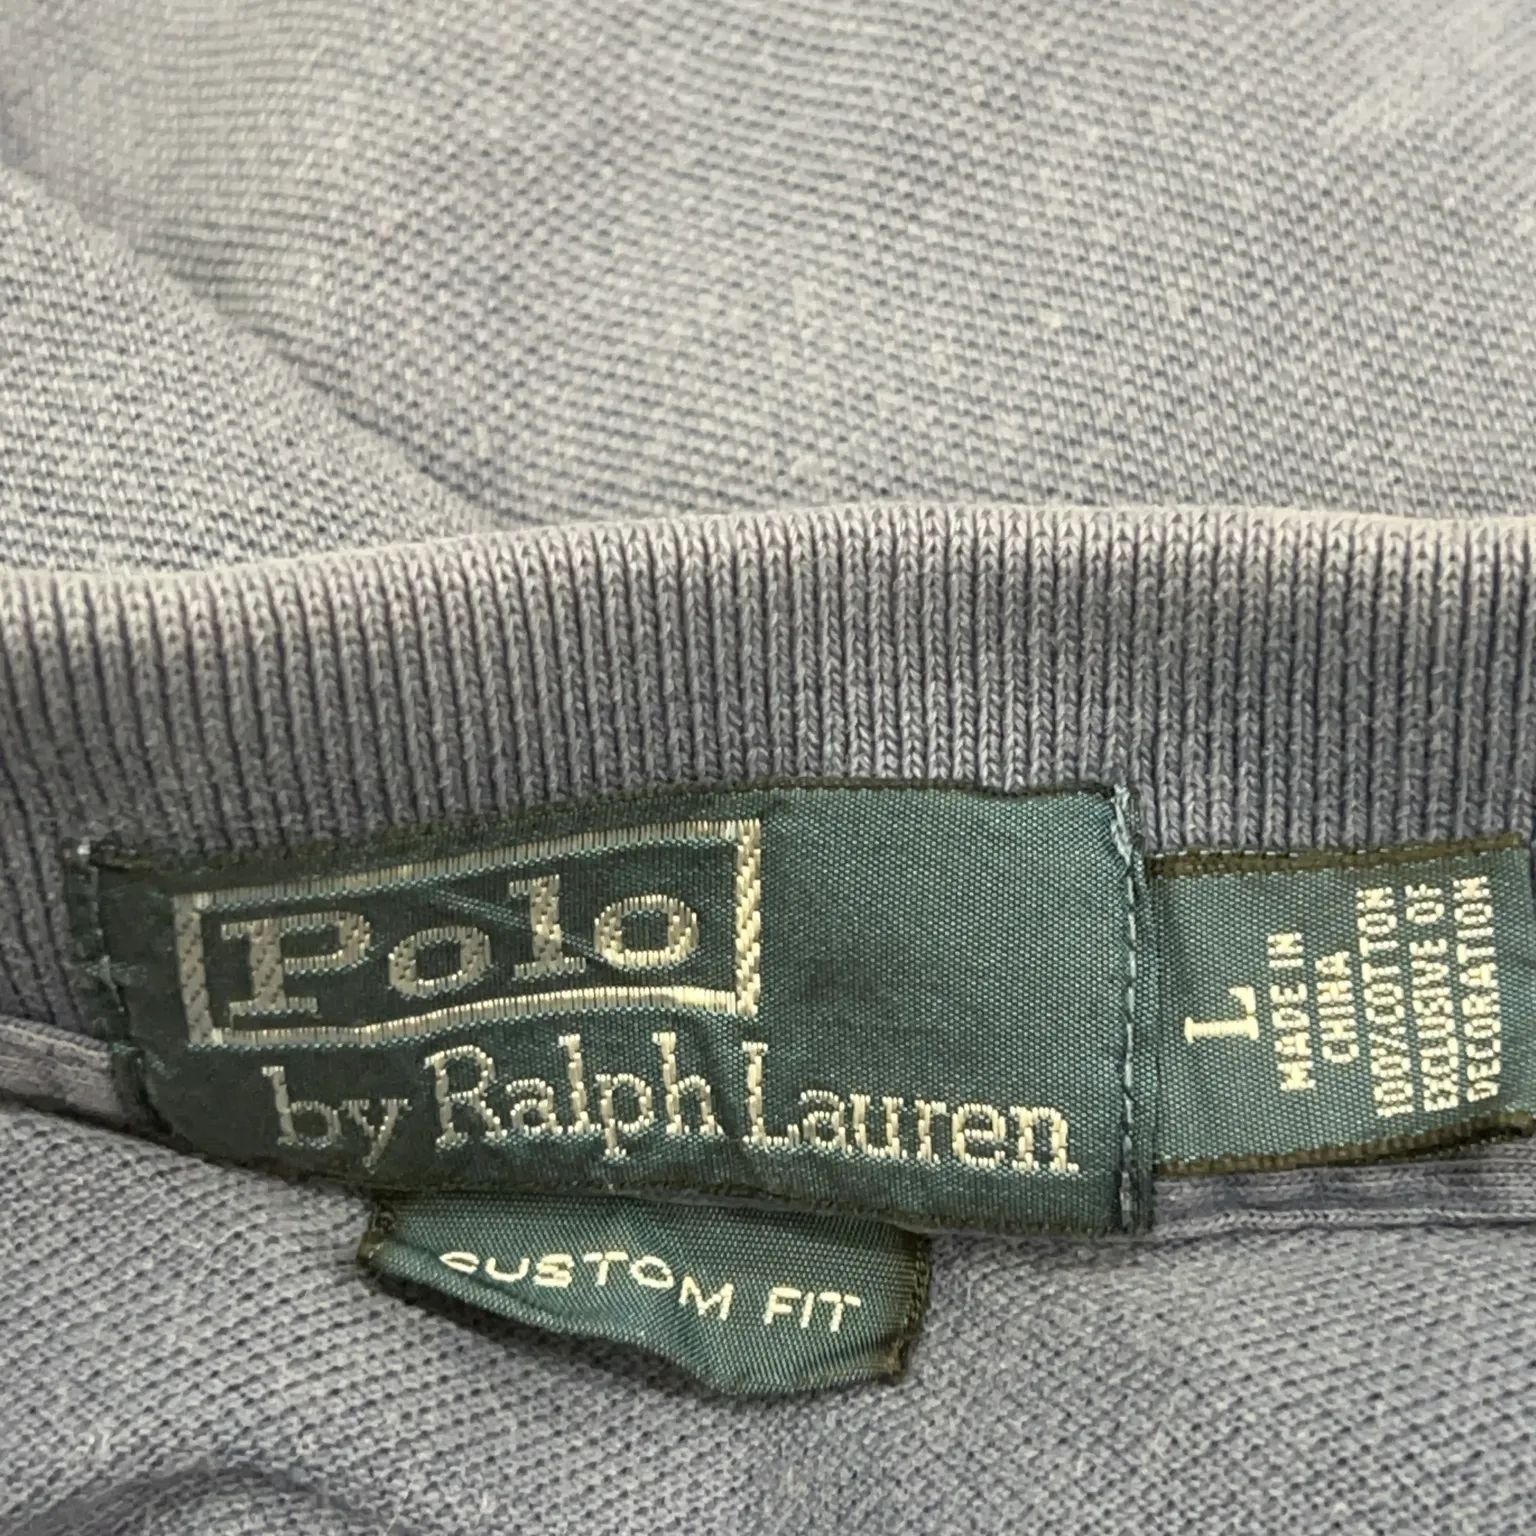 Polo
by Ralph Lauren
CUSTOM FIT
L
MADE IN
CHINA
100% COTTON
EXCLUSIVE OF
DECORATION